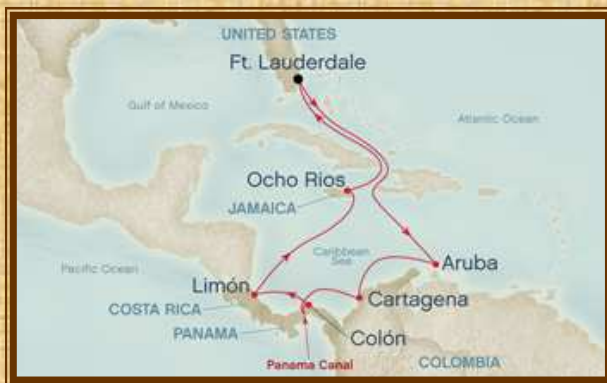 UNITED STATES
Ft. Lauderdale
Gulf of Mexico
Atlantic Ocean
Ocho Rios
JAMAICA
Caribbean
Sea
Pacific Ocean
Aruba
Limón
Cartagena
COSTA RICA
PANAMA
Colón
Panama Canal
COLOMBIA